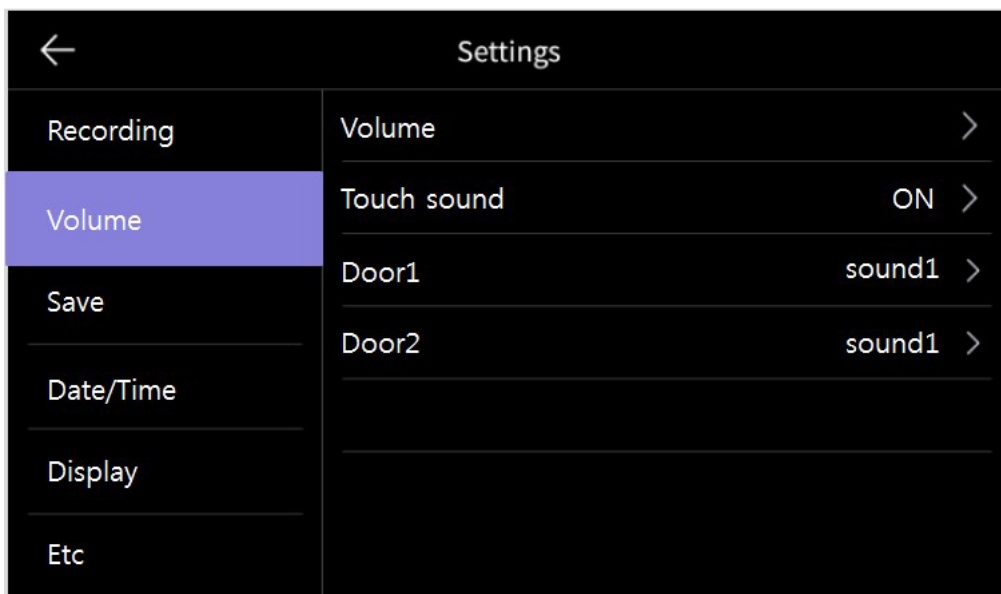 Settings
Recording
Volume
Save
Date/Time
Display
Etc
Volume
Touch sound ON
Door1 sound1
Door2 sound1